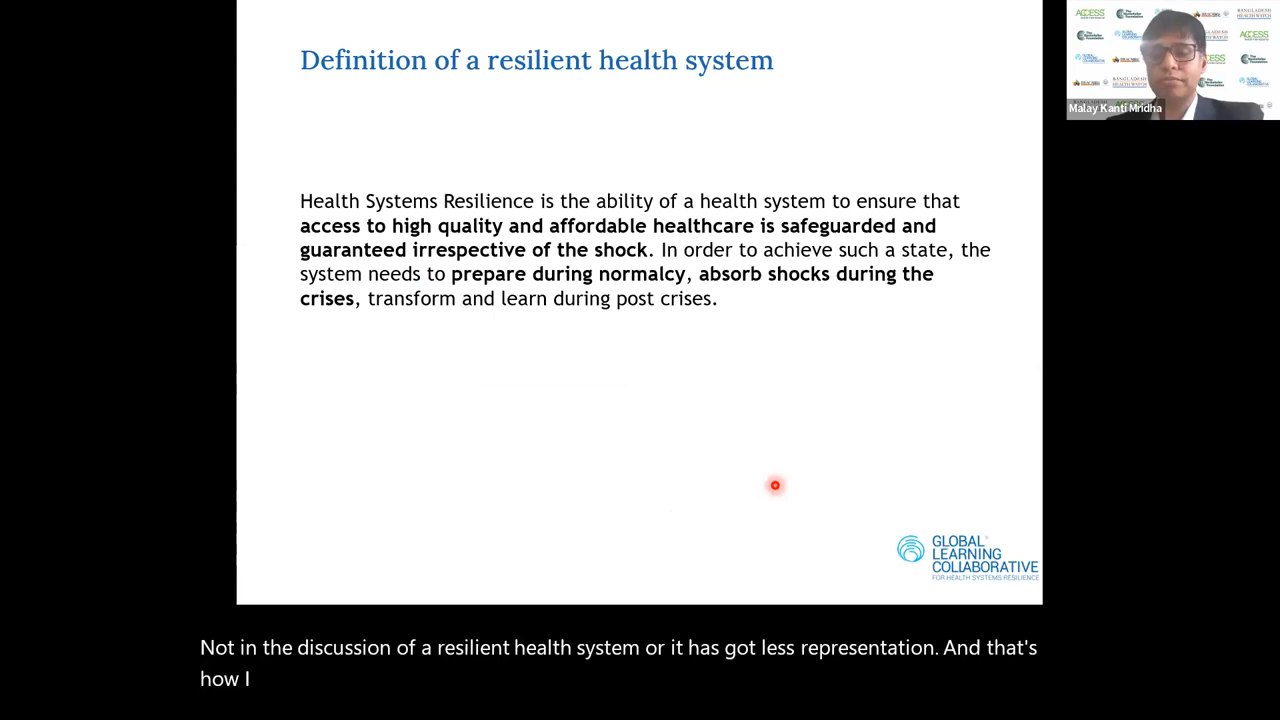 Definition of a resilient health system
Health Systems Resilience is the ability of a health system to ensure that
access to high quality and affordable healthcare is safeguarded and
guaranteed irrespective of the shock. In order to achieve such a state, the
system needs to prepare during normalcy, absorb shocks during the
crises, transform and learn during post crises.
GLOBAL
LEARNING
COLLABORATIVE
FOR HEALTH SYSTEMS RESILIENCE
Malay Kanti Mridha
ACCESS
BANGLADESH
HEALTH WATCH
Not in the discussion of a resilient health system or it has got less representation. And that's
how I